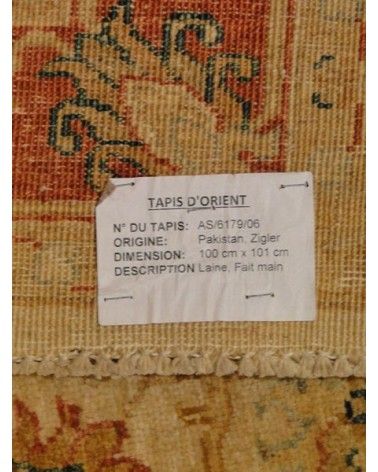 TAPIS D'ORIENT
N° DU TAPIS: AS/6179/06
ORIGINE: Pakistan, Zigler
DIMENSION: 100 cm x 101 cm
DESCRIPTION Laine, Fait main